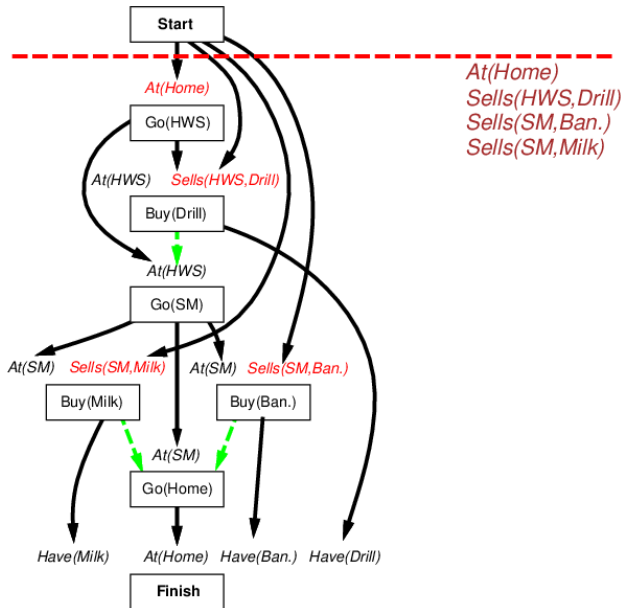 Start
At(Home)
At(Home)
Sells(HWS,Drill)
Sells(SM,Ban.)
Sells(SM,Milk)
Go(HWS)
At(HWS) Sells(HWS,Drill)
Buy(Drill)
At(HWS)
Go(SM)
At(SM) Sells(SM,Milk) At(SM) Sells(SM,Ban.)
Buy(Milk) Buy(Ban.)
At(SM)
Go(Home)
Have(Milk) At(Home) Have(Ban.) Have(Drill)
Finish